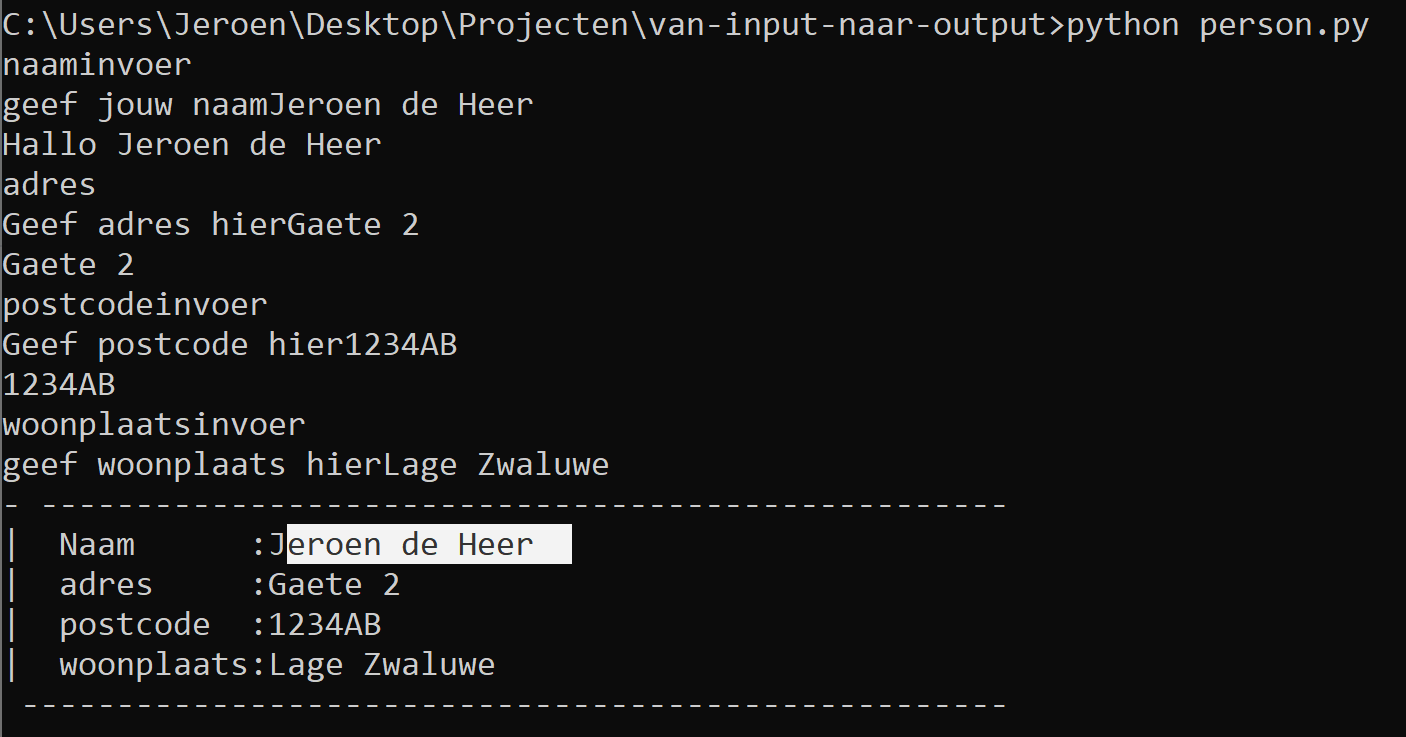 C:\Users\Jeroen\Desktop\Projecten\van-input-naar-output>python person.py
naaminvoer
geef jouw naamJeroen de Heer
Hallo Jeroen de Heer
adres
Geef adres hierGaete 2
Gaete 2
postcodeinvoer
Geef postcode hier1234AB
1234AB
woonplaatsinvoer
geef woonplaats hierLage Zwaluwe
- ---------------------------------------------------
|  Naam      :Jeroen de Heer
|  adres     :Gaete 2
|  postcode  :1234AB
|  woonplaats:Lage Zwaluwe
 ----------------------------------------------------